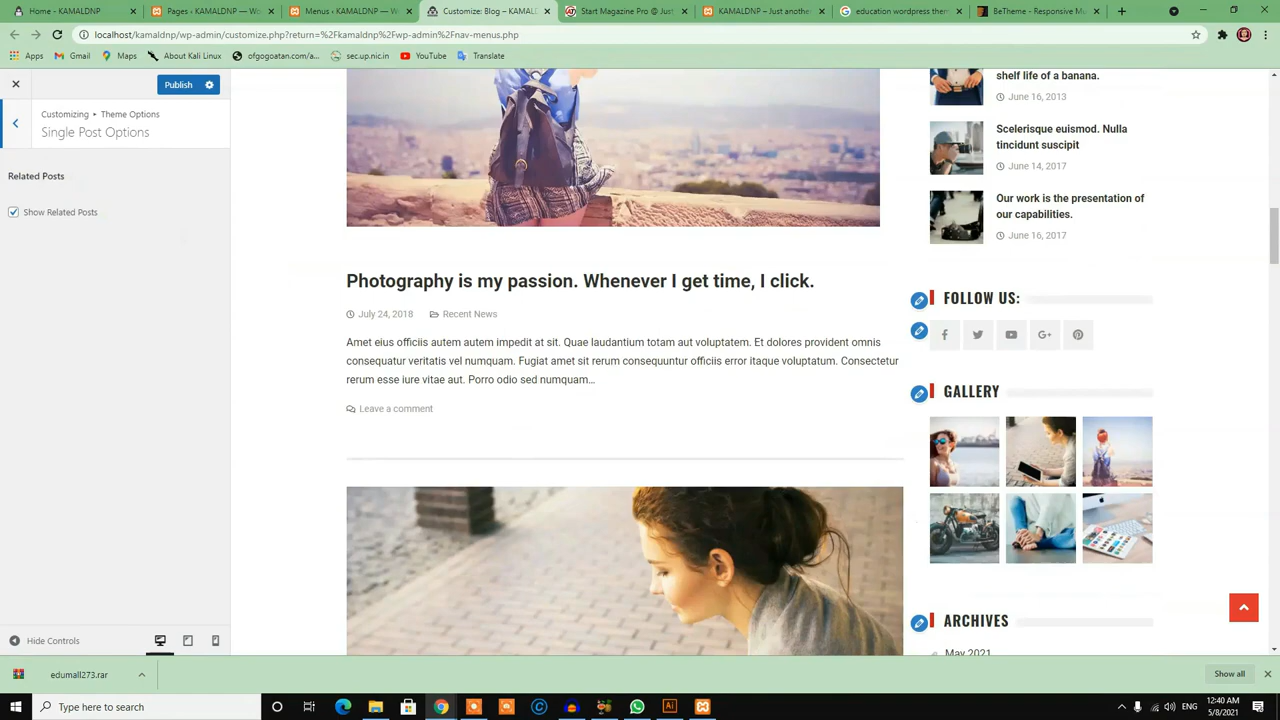 KAMALDNP
Pages ‹ KAMALDNP — Wo
Menus ‹ KAMALDNP — W
Customize: Blog – KAMAL
Start Magazine Pro @ Just
KAMALDNP – Just anothe
education wordpress them
BeTheme - Responsive Mu
localhost/kamaldnp/wp-admin/customize.php?return=%2Fkamaldnp%2Fwp-admin%2Fnav-menus.php
Apps
Gmail
Maps
About Kali Linux
ofgogoatan.com/a...
sec.up.nic.in
YouTube
Translate
Publish
Customizing ▸ Theme Options
Single Post Options
Related Posts
Show Related Posts
Photography is my passion. Whenever I get time, I click.
July 24, 2018
Recent News
Amet eius officiis autem autem impedit at sit. Quae laudantium totam aut voluptatem. Et dolores provident omnis
consequatur veritatis vel numquam. Fugiat amet sit rerum consequuntur officiis error itaque voluptatum. Consectetur
rerum esse iure vitae aut. Porro odio sed numquam…
Leave a comment
shelf life of a banana.
June 16, 2013
Scelerisque euismod. Nulla
tincidunt suscipit
June 14, 2017
Our work is the presentation of
our capabilities.
June 16, 2017
FOLLOW US:
GALLERY
ARCHIVES
May 2021
Hide Controls
edumall273.rar
Show all
Type here to search
ENG
12:40 AM
5/8/2021